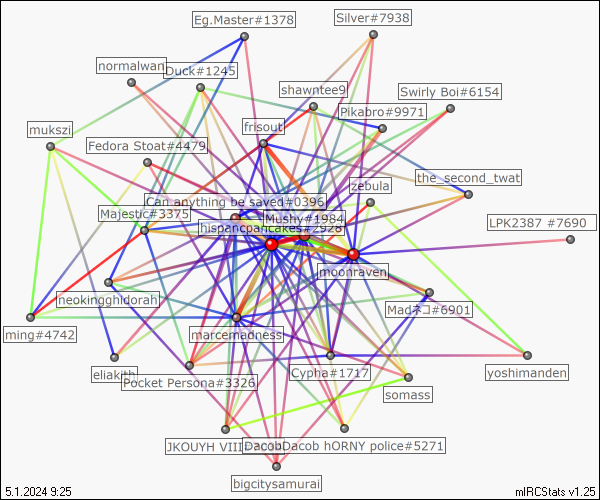 Eg.Master#1378
Silver#7938
normalwan
Duck#1245
shawntee9
Swirly Boi#6154
Pikabro#9971
mukszi
frisout
Fedora Stoat#4479
the_second_twat
zebula
Can anything be saved#0396
Majestic#3375
Mushy#1984
LPK2387 #7690
hispancpancakes#2528
moonraven
neokingghidorah
Madネコ#6901
ming#4742
marcemadness
eliakith
Pocket Persona#3326
Cypha#1717
yoshimanden
somass
JKOUYH VIII
DacobDacob hORNY police#5271
bigcitysamurai
5.1.2024 9:25
mIRCStats v1.25